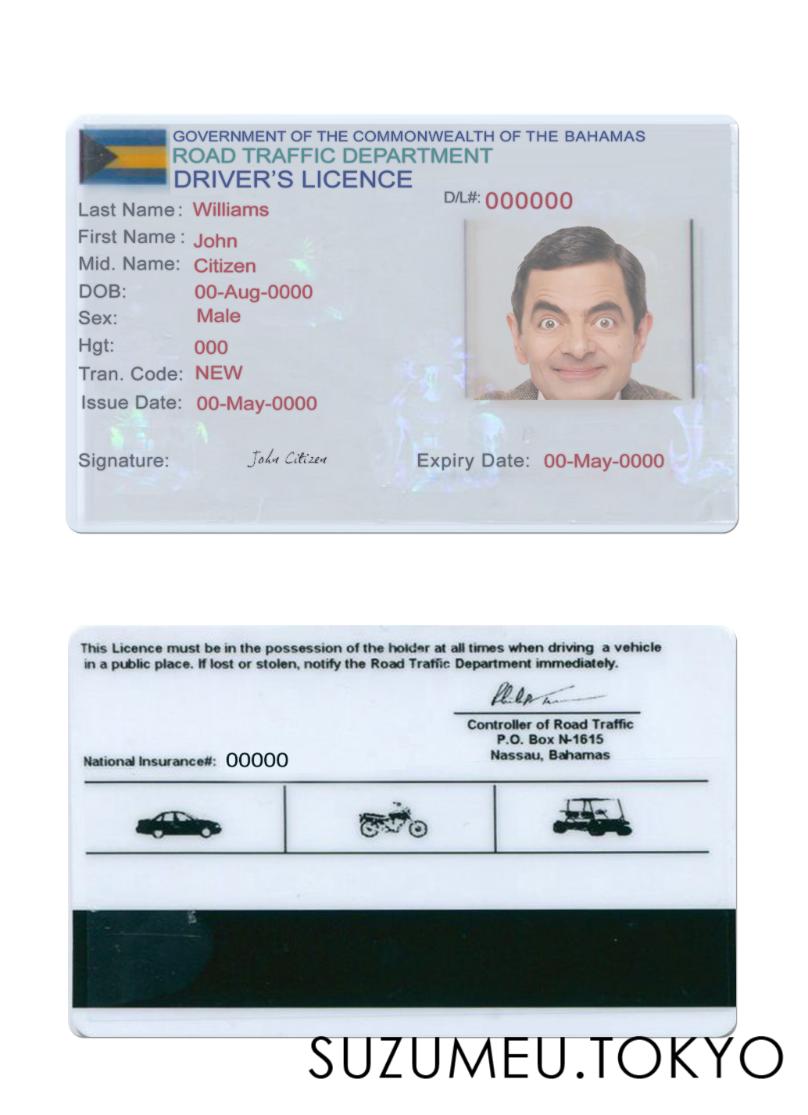 GOVERNMENT OF THE COMMONWEALTH OF THE BAHAMAS
ROAD TRAFFIC DEPARTMENT
DRIVER'S LICENCE
D/L#: 000000
Last Name: Williams
First Name: John
Mid. Name: Citizen
DOB: 00-Aug-0000
Sex: Male
Hgt: 000
Tran. Code: NEW
Issue Date: 00-May-0000
Signature: John Citizen
Expiry Date: 00-May-0000
This Licence must be in the possession of the holder at all times when driving a vehicle
in a public place. If lost or stolen, notify the Road Traffic Department immediately.
Controller of Road Traffic
P.O. Box N-1615
Nassau, Bahamas
National Insurance#: 00000
SUZUMEU.TOKYO